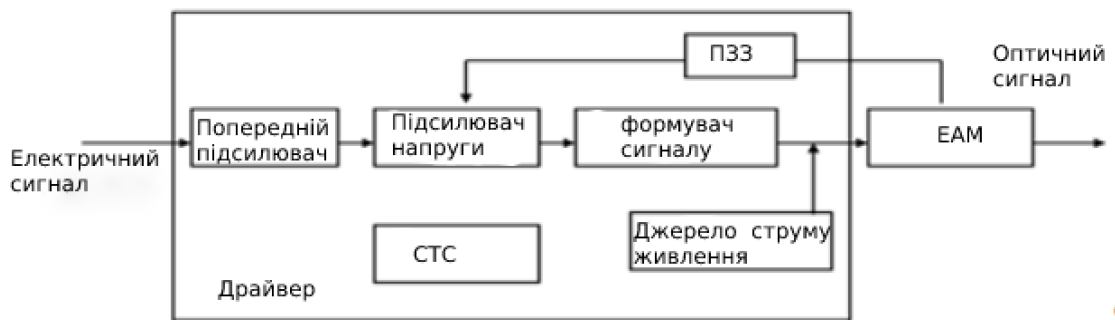 ПЗЗ
Оптичний
сигнал
Попередній
підсилювач
Підсилювач
напруги
формувач
сигналу
ЕАМ
Електричний
сигнал
Джерело струму
живлення
СТС
Драйвер